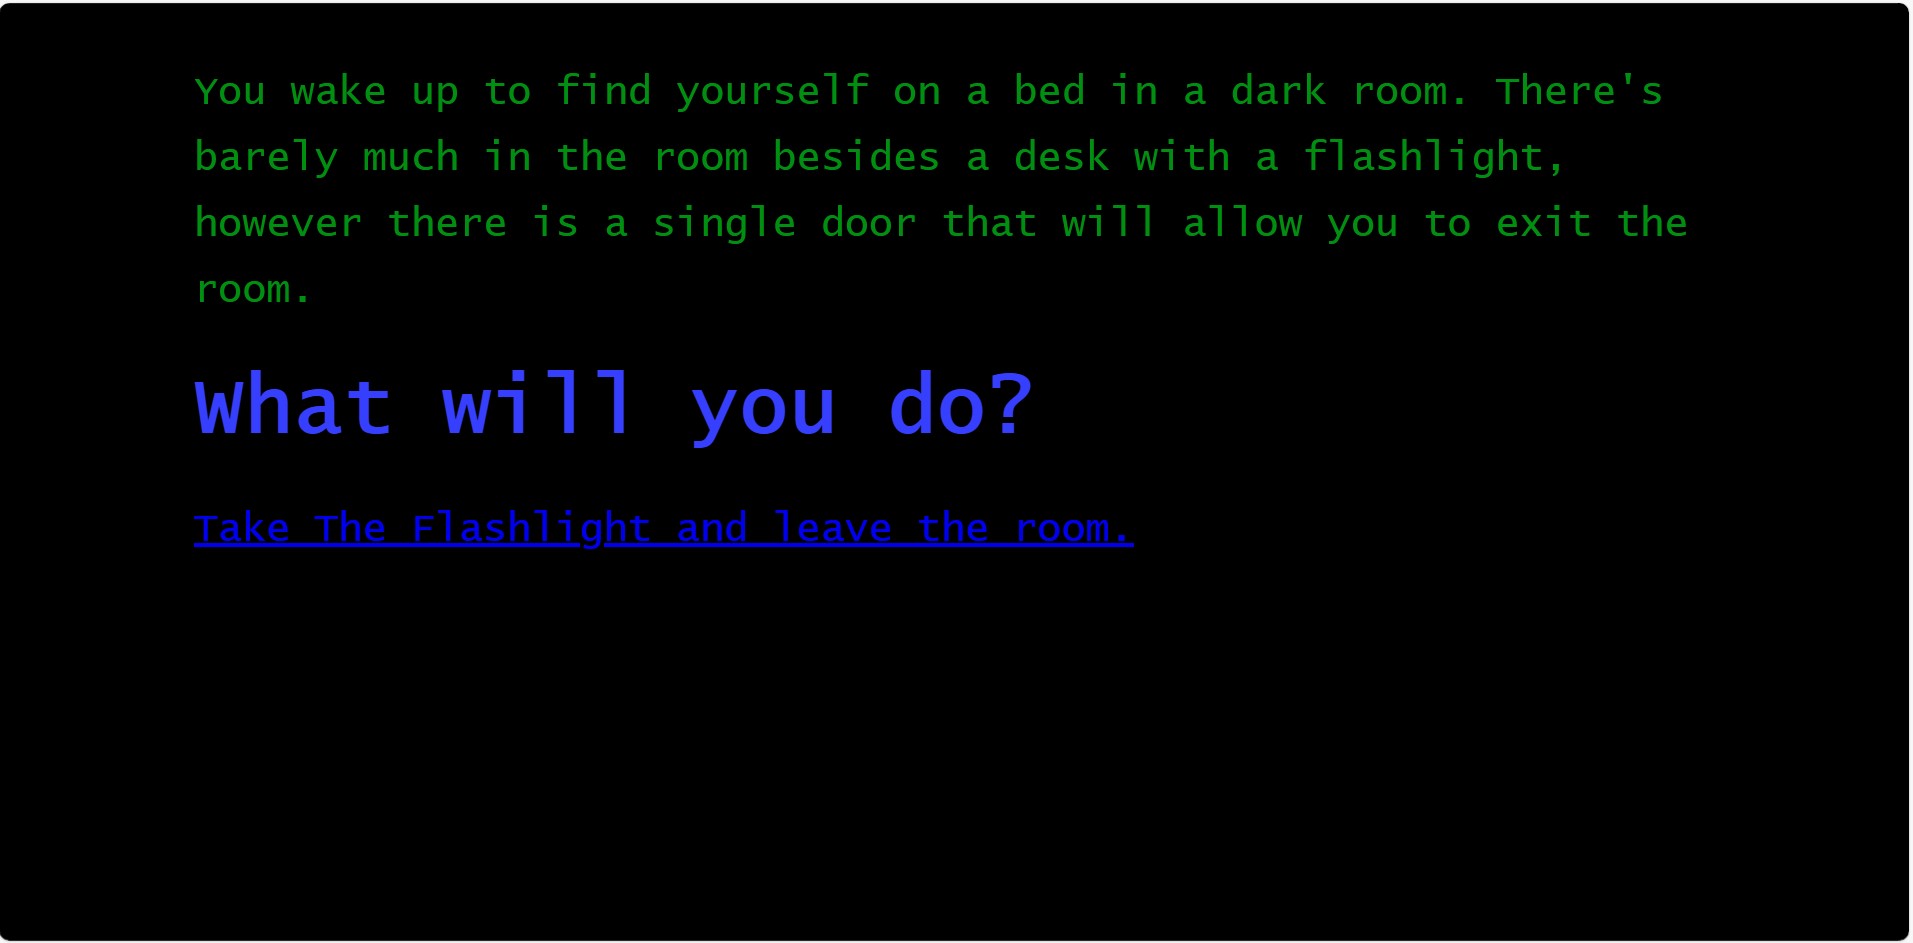 You wake up to find yourself on a bed in a dark room. There's
barely much in the room besides a desk with a flashlight,
however there is a single door that will allow you to exit the
room.
What will you do?
Take The Flashlight and leave the room.